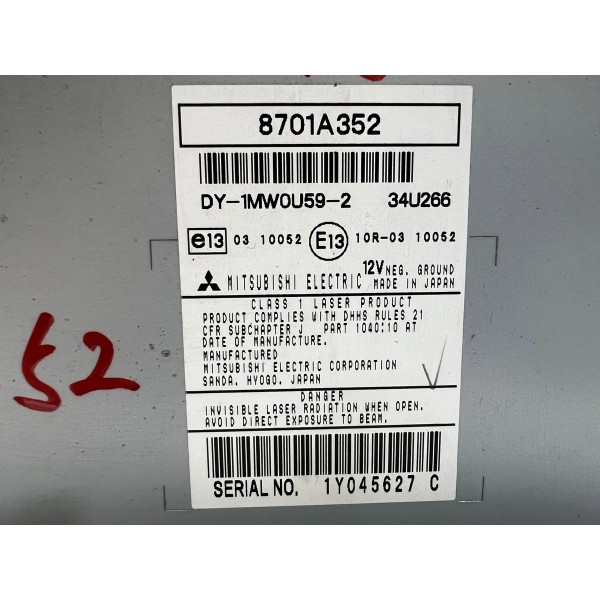 8701A352
DY-1MW0U59-2 34U266
e13 03 10052 E13 10R-03 10052
MITSUBISHI ELECTRIC 12V NEG. GROUND
MADE IN JAPAN
CLASS 1 LASER PRODUCT
PRODUCT COMPLIES WITH DHHS RULES 21
CFR SUBCHAPTER J PART 1040:10 AT
DATE OF MANUFACTURE.
MANUFACTURED
MITSUBISHI ELECTRIC CORPORATION
SANDA, HYOGO, JAPAN
DANGER
INVISIBLE LASER RADIATION WHEN OPEN.
AVOID DIRECT EXPOSURE TO BEAM.
SERIAL NO. 1Y045627 C
52